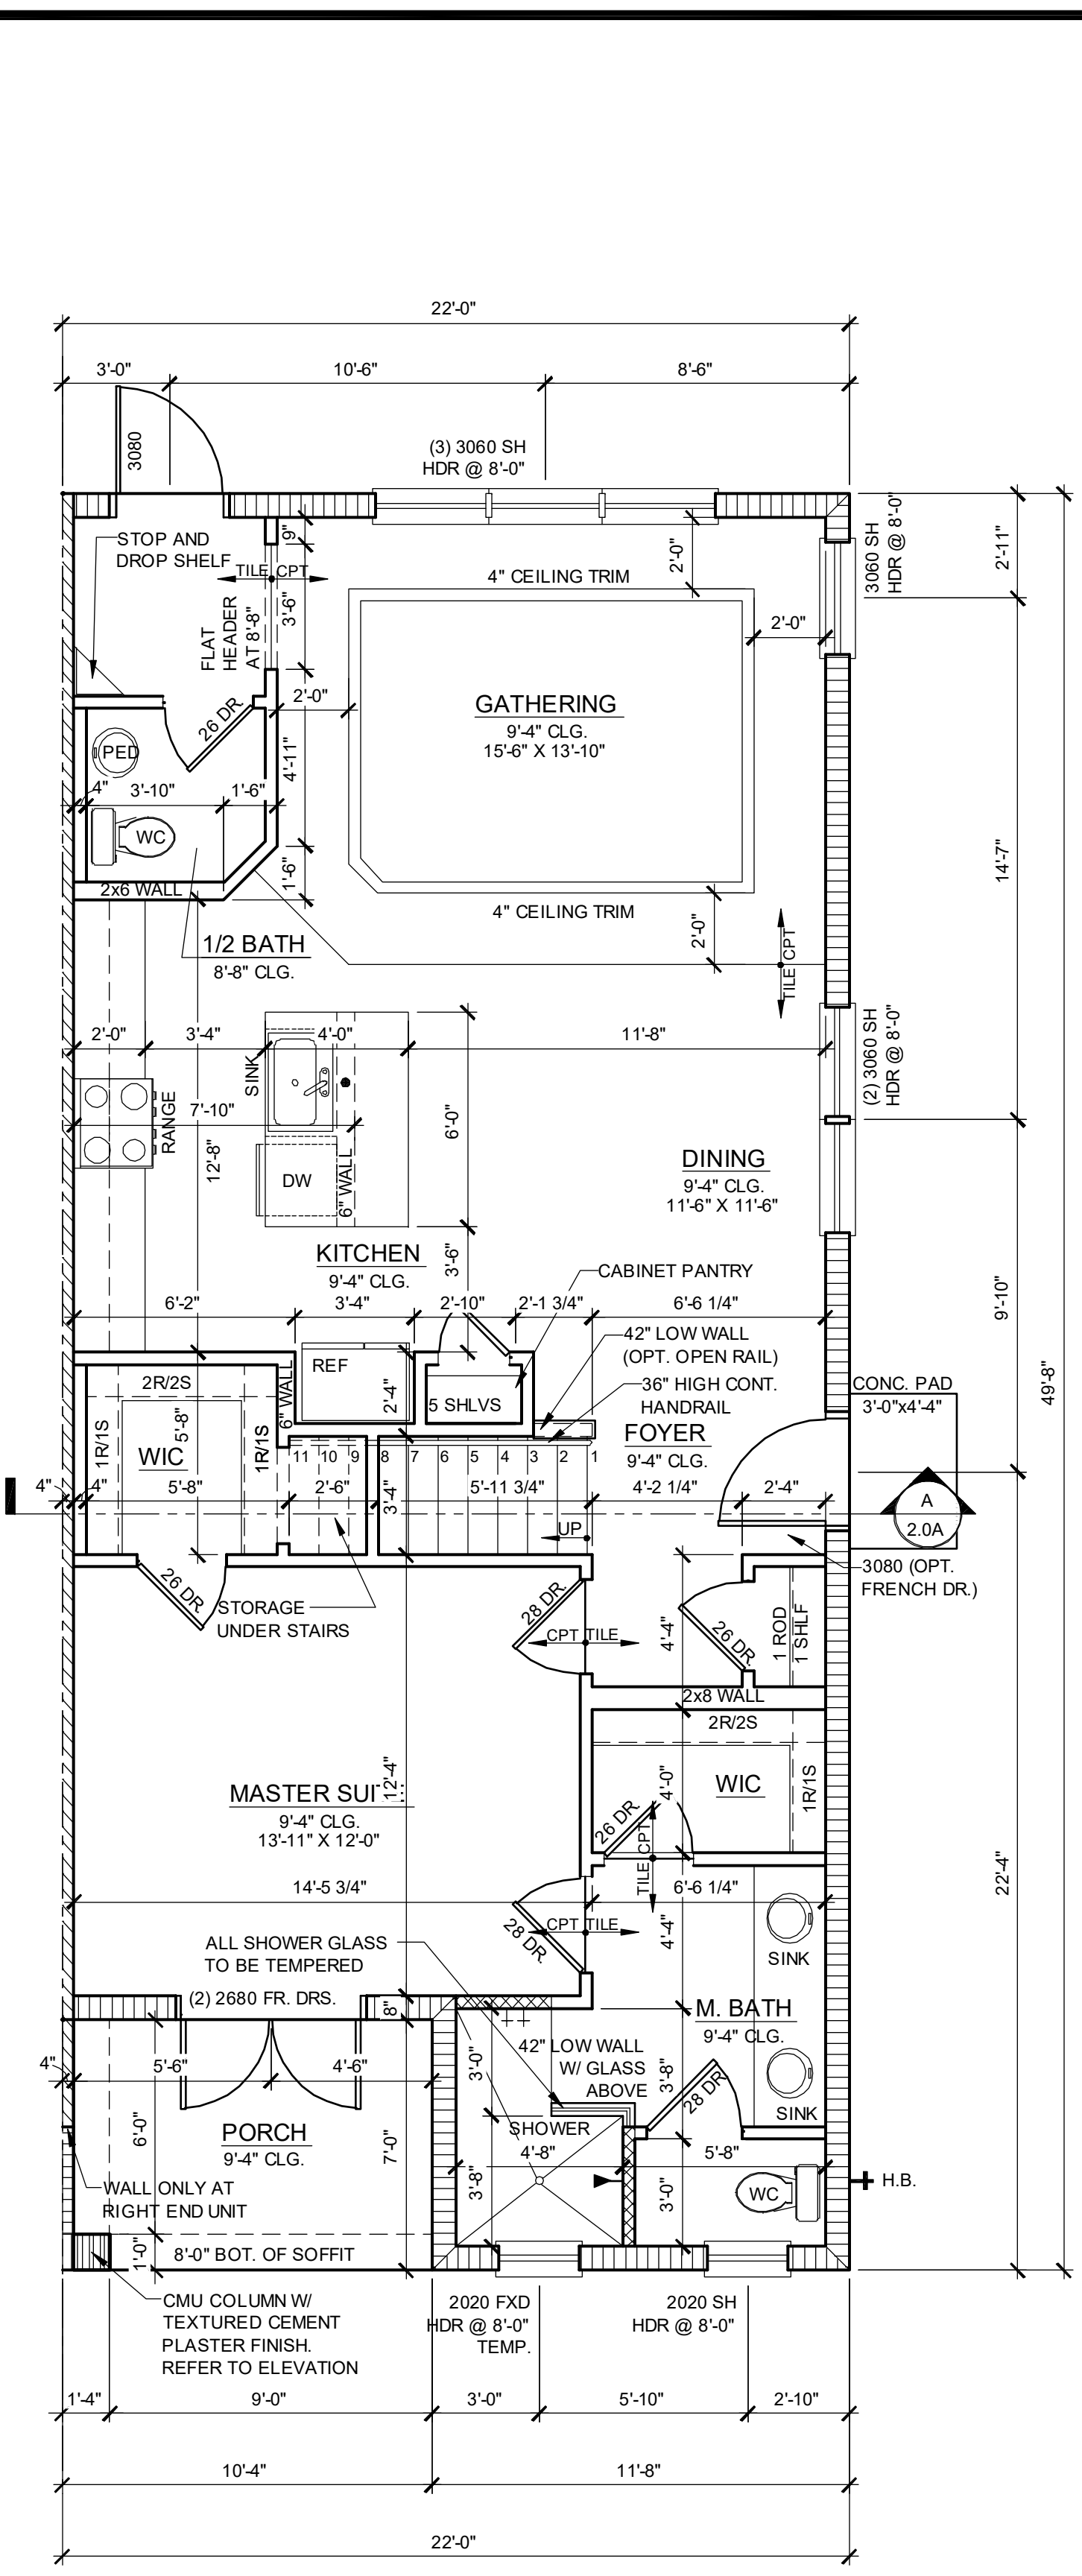 22'-0"
3'-0"
10'-6"
8'-6"
3080
(3) 3060 SH
HDR @ 8'-0"
STOP AND
DROP SHELF
TILE
CPT
9"
3'-6"
FLAT
HEADER
AT 8'-8"
2'-0"
4" CEILING TRIM
2'-0"
3060 SH
HDR @ 8'-0"
2'-11"
2'-0"
GATHERING
9'-4" CLG.
15'-6" X 13'-10"
26 DR.
PED
4"
3'-10"
1'-6"
4'-11"
WC
1'-6"
2x6 WALL
14'-7"
4" CEILING TRIM
2'-0"
1/2 BATH
8'-8" CLG.
CPT
TILE
2'-0"
3'-4"
4'-0"
11'-8"
SINK
(2) 3060 SH
HDR @ 8'-0"
RANGE
7'-10"
12'-8"
6'-0"
DW
6" WALL
DINING
9'-4" CLG.
11'-6" X 11'-6"
KITCHEN
9'-4" CLG.
3'-6"
CABINET PANTRY
9'-10"
6'-2"
3'-4"
2'-10"
2'-1 3/4"
6'-6 1/4"
42" LOW WALL
(OPT. OPEN RAIL)
REF
36" HIGH CONT.
HANDRAIL
2R/2S
6" WALL
2'-4"
5 SHLVS
CONC. PAD
3'-0"x4'-4"
49'-8"
1R/1S
5'-8"
1R/1S
WIC
FOYER
9'-4" CLG.
11 10 9 8 7 6 5 4 3 2 1
4"
4"
5'-8"
2'-6"
3'-4"
5'-11 3/4"
4'-2 1/4"
2'-4"
A
2.0A
UP
26 DR.
STORAGE
UNDER STAIRS
28 DR.
3080 (OPT.
FRENCH DR.)
CPT
TILE
4'-4"
26 DR.
1 ROD
1 SHLF
2x8 WALL
2R/2S
12'-4"
MASTER SUI
9'-4" CLG.
13'-11" X 12'-0"
4'-0"
WIC
1R/1S
26 DR.
CPT
TILE
22'-4"
14'-5 3/4"
6'-6 1/4"
28 DR.
CPT
TILE
4'-4"
SINK
ALL SHOWER GLASS
TO BE TEMPERED
(2) 2680 FR. DRS.
8"
M. BATH
9'-4" CLG.
4"
5'-6"
4'-6"
3'-0"
42" LOW WALL
W/ GLASS
ABOVE
3'-8"
28 DR.
SINK
6'-0"
PORCH
9'-4" CLG.
7'-0"
SHOWER
4'-8"
5'-8"
3'-8"
3'-0"
WC
H.B.
WALL ONLY AT
RIGHT END UNIT
1'-0"
8'-0" BOT. OF SOFFIT
CMU COLUMN W/
TEXTURED CEMENT
PLASTER FINISH.
REFER TO ELEVATION
2020 FXD
HDR @ 8'-0"
TEMP.
2020 SH
HDR @ 8'-0"
1'-4"
9'-0"
3'-0"
5'-10"
2'-10"
10'-4"
11'-8"
22'-0"